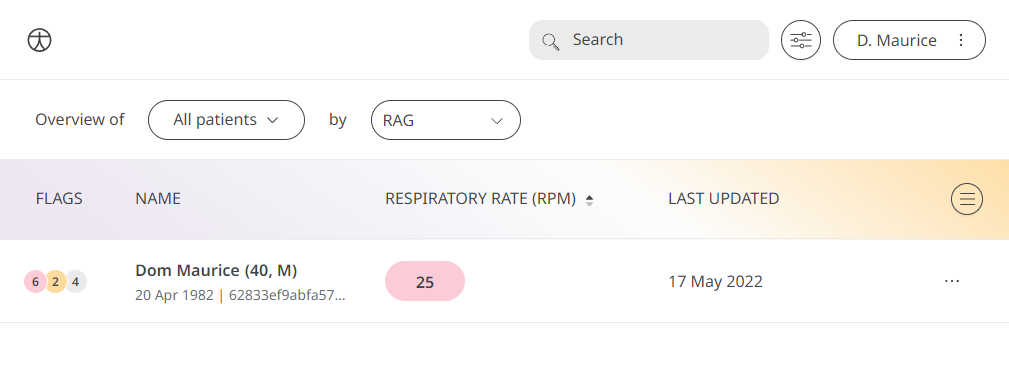 Search
D. Maurice
Overview of All patients by RAG
FLAGS NAME RESPIRATORY RATE (RPM) LAST UPDATED
6 2 4 Dom Maurice (40, M) 25 17 May 2022
20 Apr 1982 | 62833ef9abfa57...